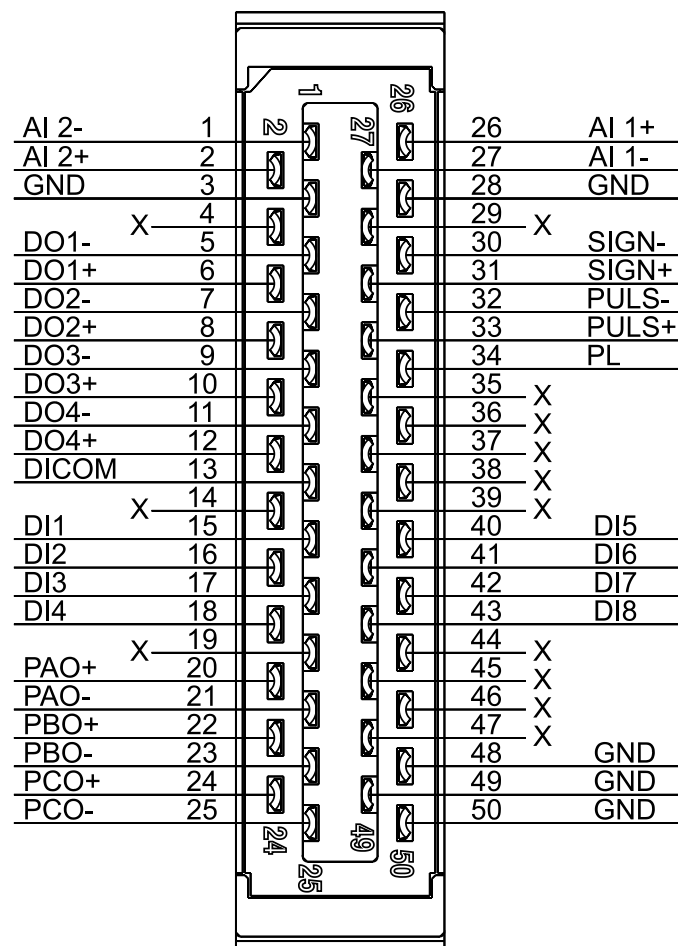 1 26
2 27
AI 2- 1 26 AI 1+
AI 2+ 2 27 AI 1-
GND 3 28 GND
X 4 29 X
DO1- 5 30 SIGN-
DO1+ 6 31 SIGN+
DO2- 7 32 PULS-
DO2+ 8 33 PULS+
DO3- 9 34 PL
DO3+ 10 35 X
DO4- 11 36 X
DO4+ 12 37 X
DICOM 13 38 X
X 14 39 X
DI1 15 40 DI5
DI2 16 41 DI6
DI3 17 42 DI7
DI4 18 43 DI8
X 19 44 X
PAO+ 20 45 X
PAO- 21 46 X
PBO+ 22 47 X
PBO- 23 48 GND
PCO+ 24 49 GND
PCO- 25 50 GND
24 49
25 50